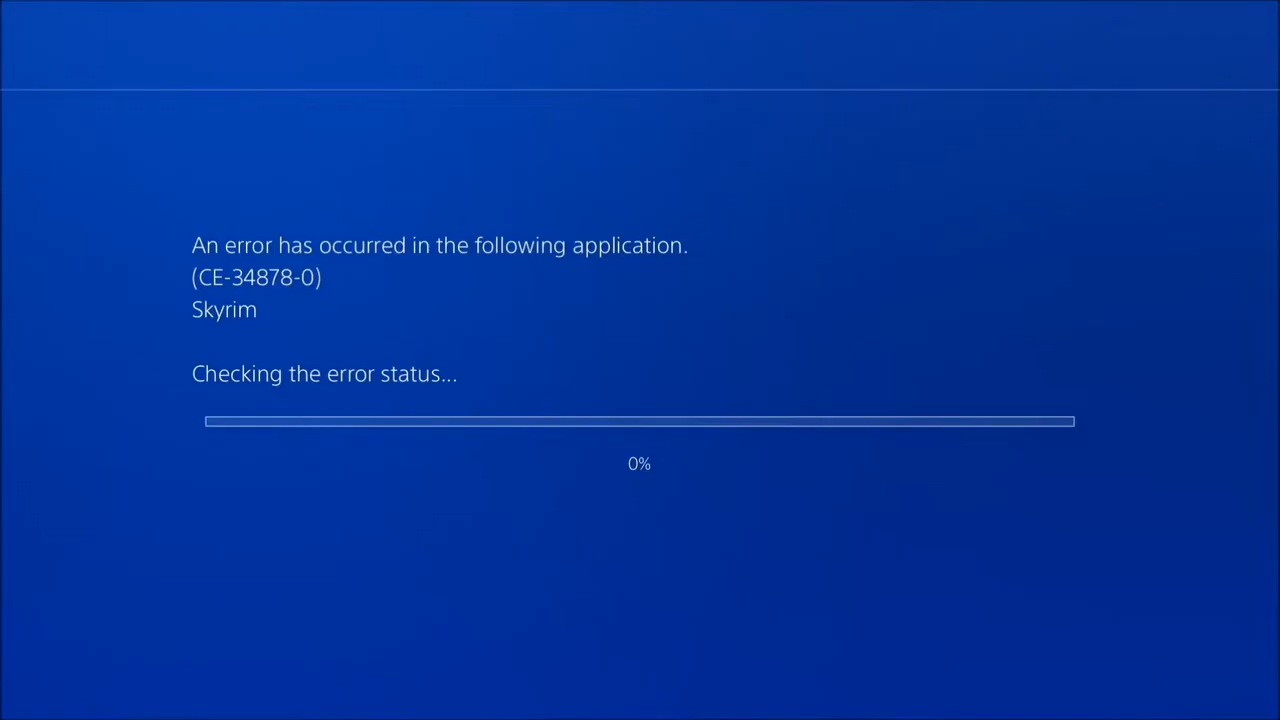 An error has occurred in the following application.
(CE-34878-0)
Skyrim
Checking the error status...
0%